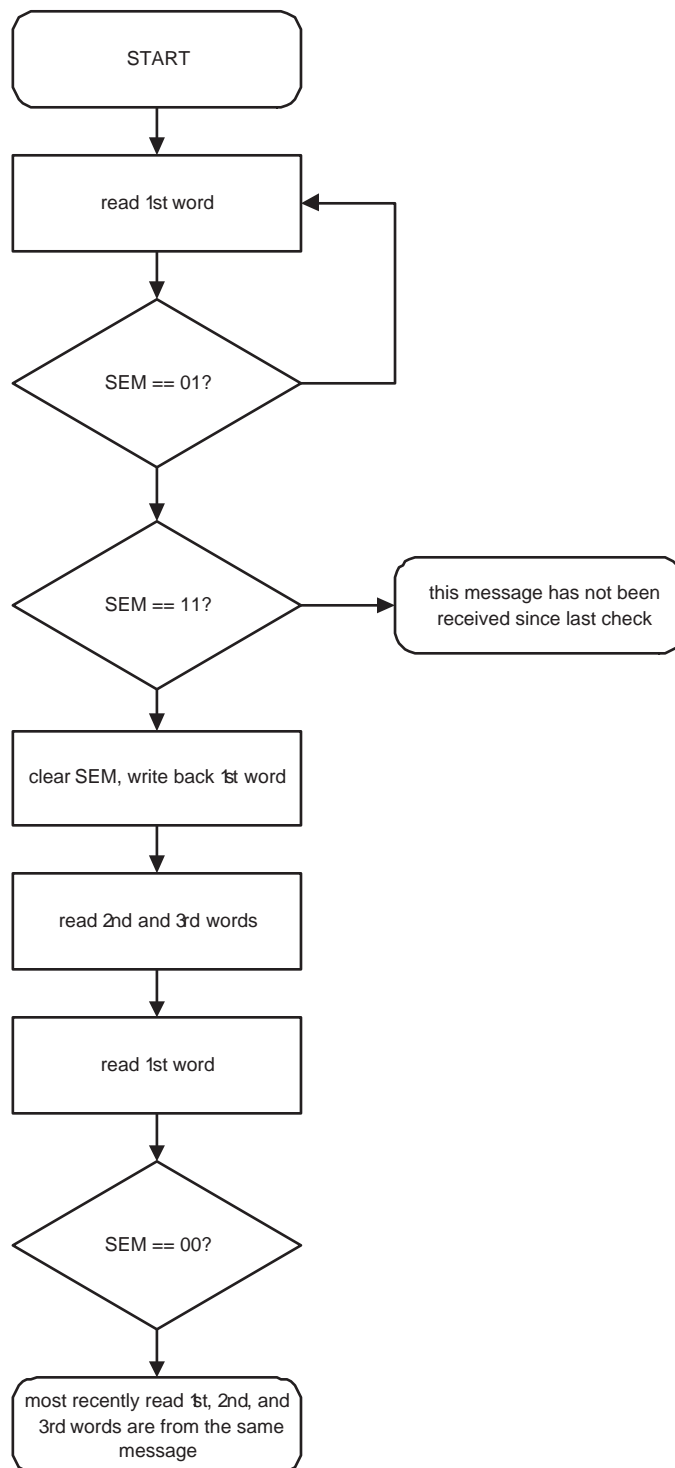 START
read 1st word
SEM == 01?
SEM == 11?
this message has not been
received since last check
clear SEM, write back 1st word
read 2nd and 3rd words
read 1st word
SEM == 00?
most recently read 1st, 2nd, and
3rd words are from the same
message